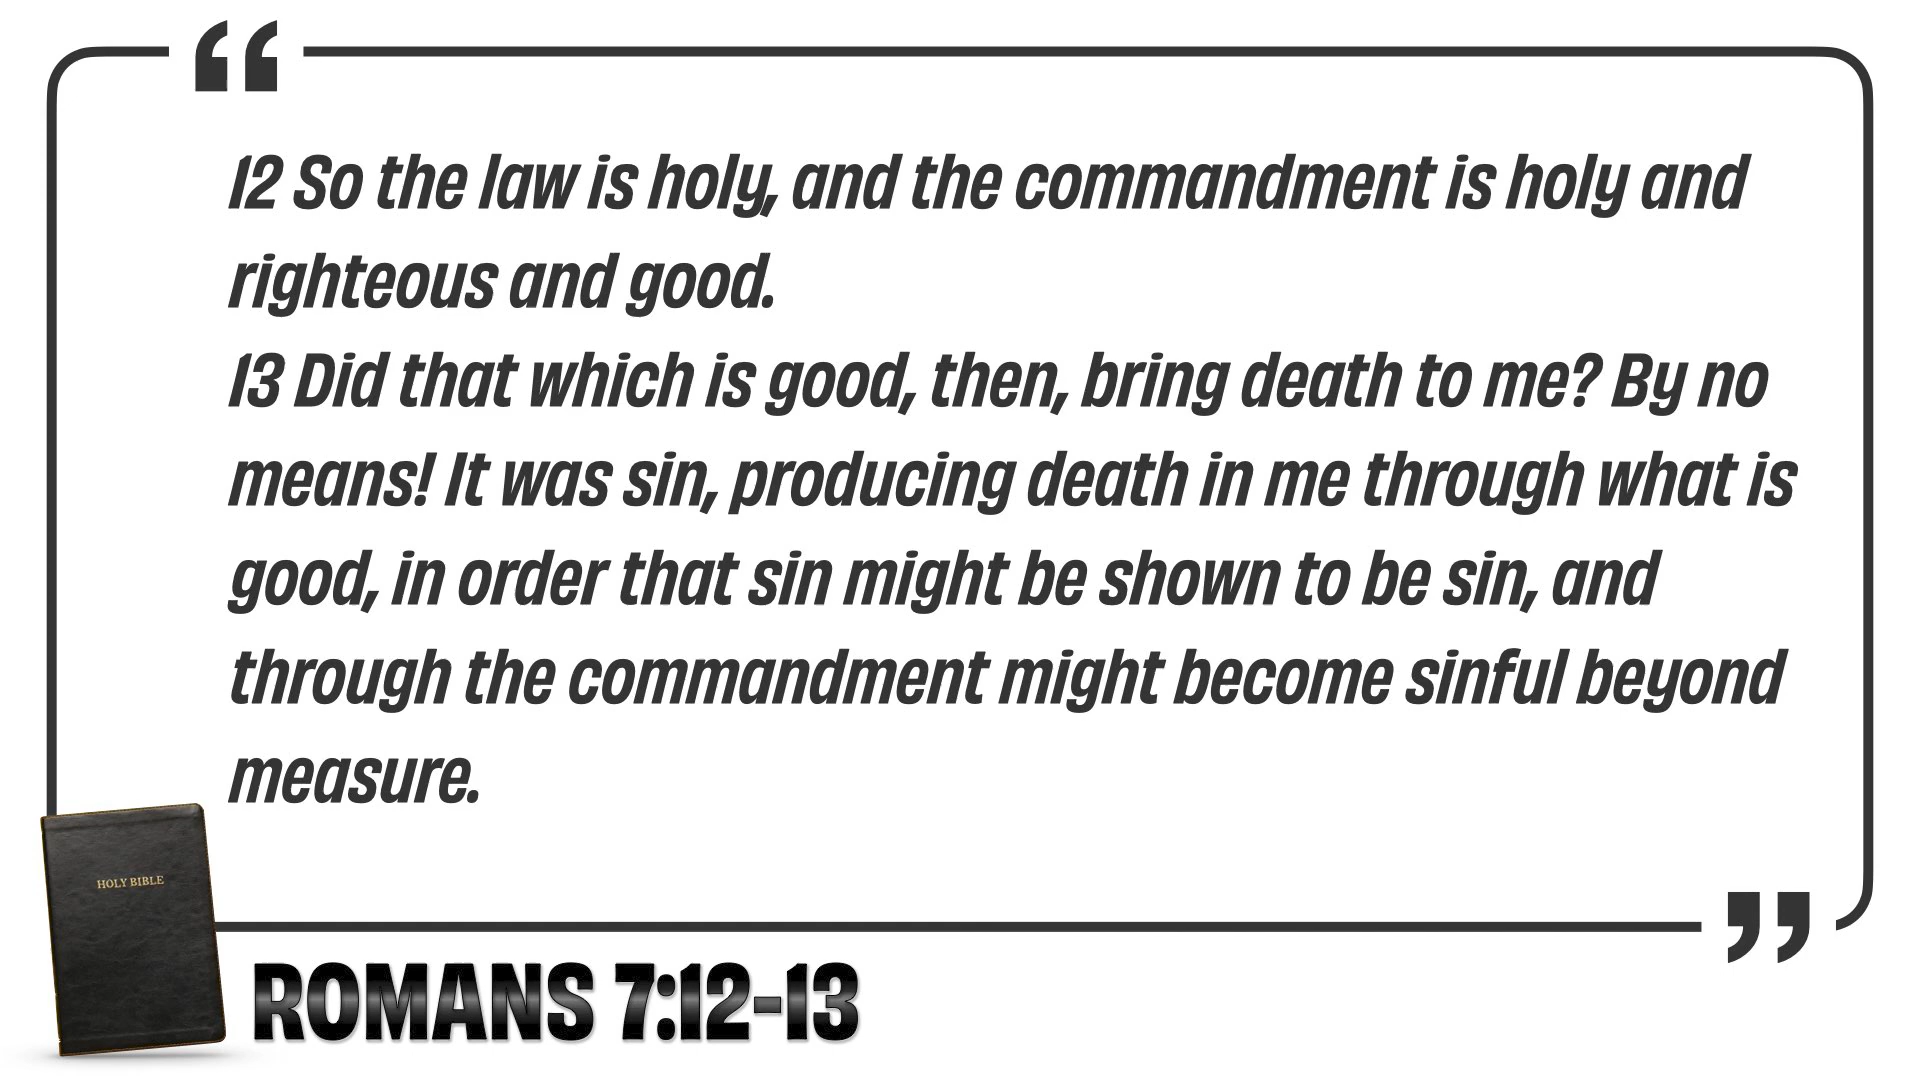 12 So the law is holy, and the commandment is holy and
righteous and good.
13 Did that which is good, then, bring death to me? By no
means! It was sin, producing death in me through what is
good, in order that sin might be shown to be sin, and
through the commandment might become sinful beyond
measure.
HOLY BIBLE
ROMANS 7:12-13